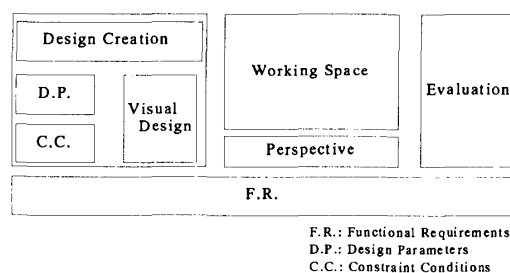 Design Creation
D.P.
C.C.
Visual
Design
Working Space
Perspective
Evaluation
F.R.
F.R.: Functional Requirements
D.P.: Design Parameters
C.C.: Constraint Conditions